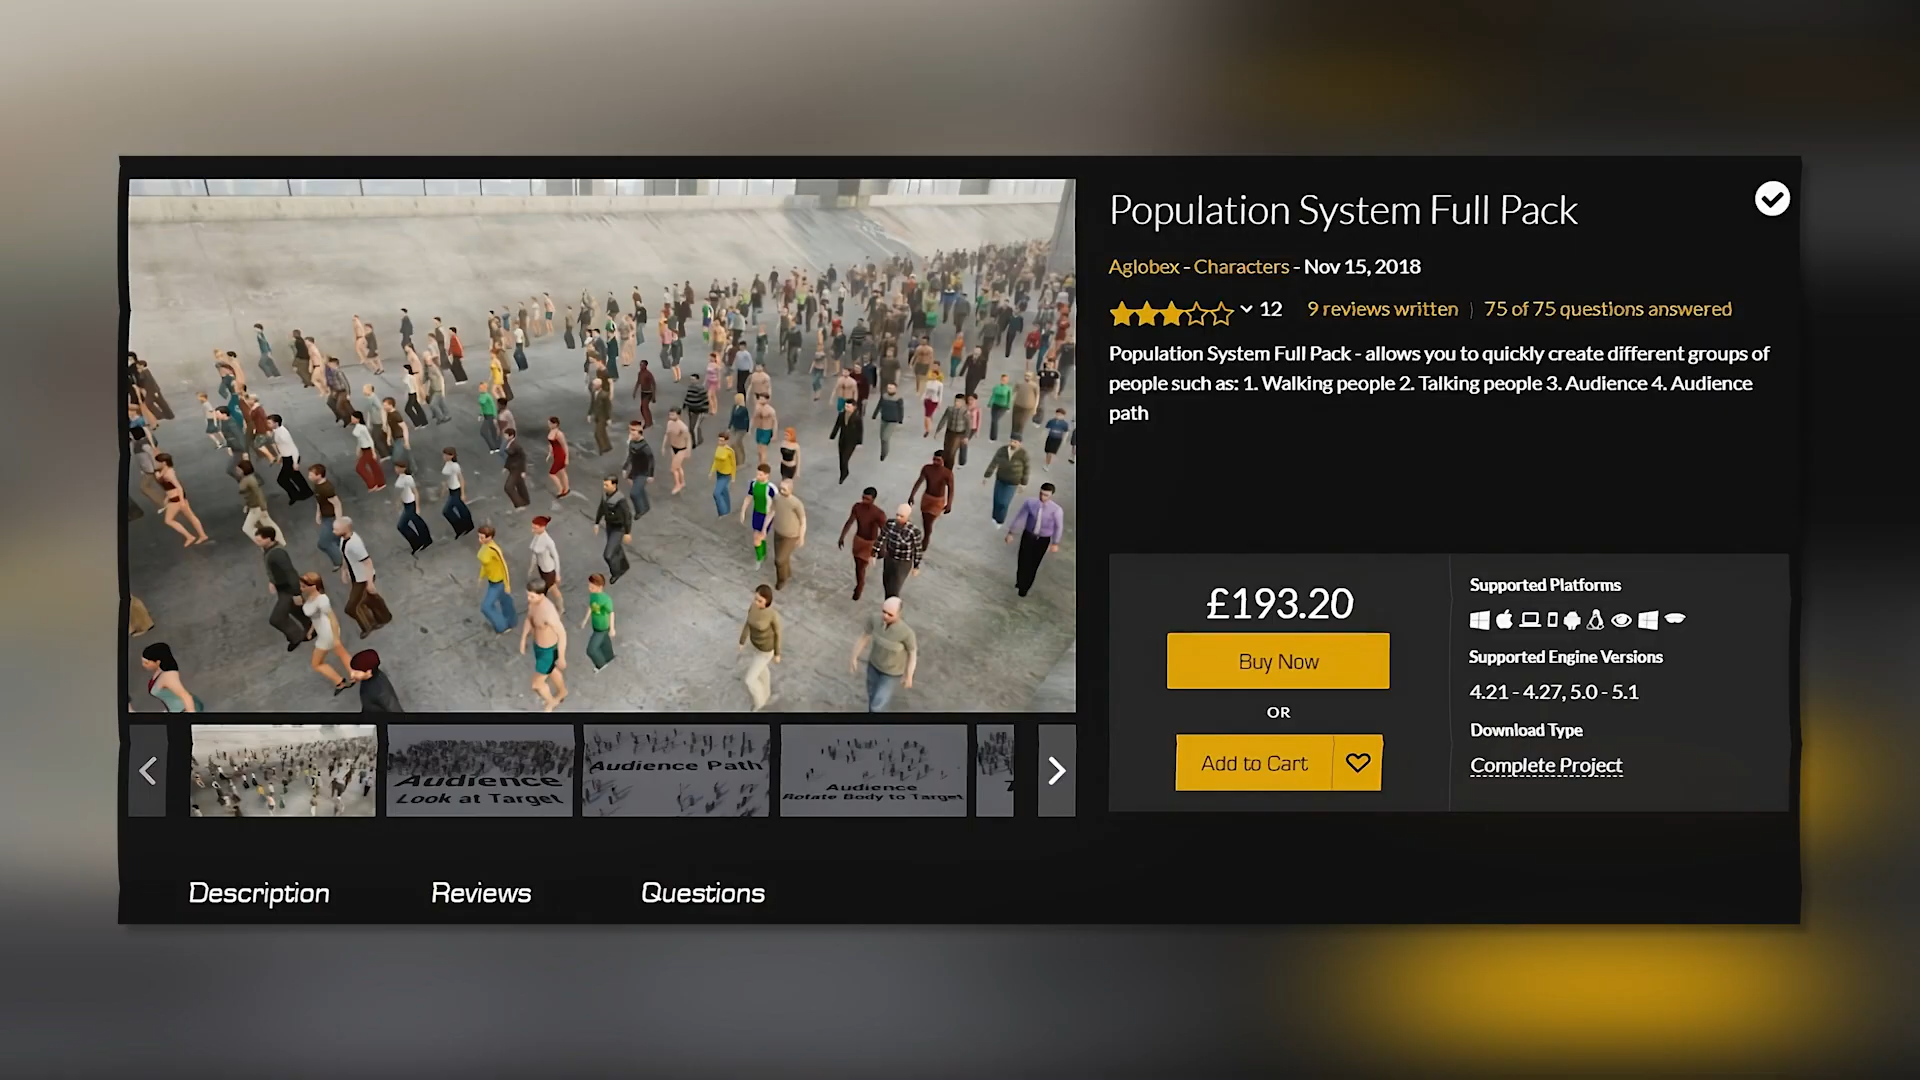 Population System Full Pack
Aglobex - Characters - Nov 15, 2018
12 9 reviews written | 75 of 75 questions answered
Population System Full Pack - allows you to quickly create different groups of
people such as: 1. Walking people 2. Talking people 3. Audience 4. Audience
path
£193.20
Buy Now
OR
Add to Cart
Supported Platforms
Supported Engine Versions
4.21 - 4.27, 5.0 - 5.1
Download Type
Complete Project
Audience
Look at Target
Audience Path
Audience
Rotate Body to Target
Description Reviews Questions